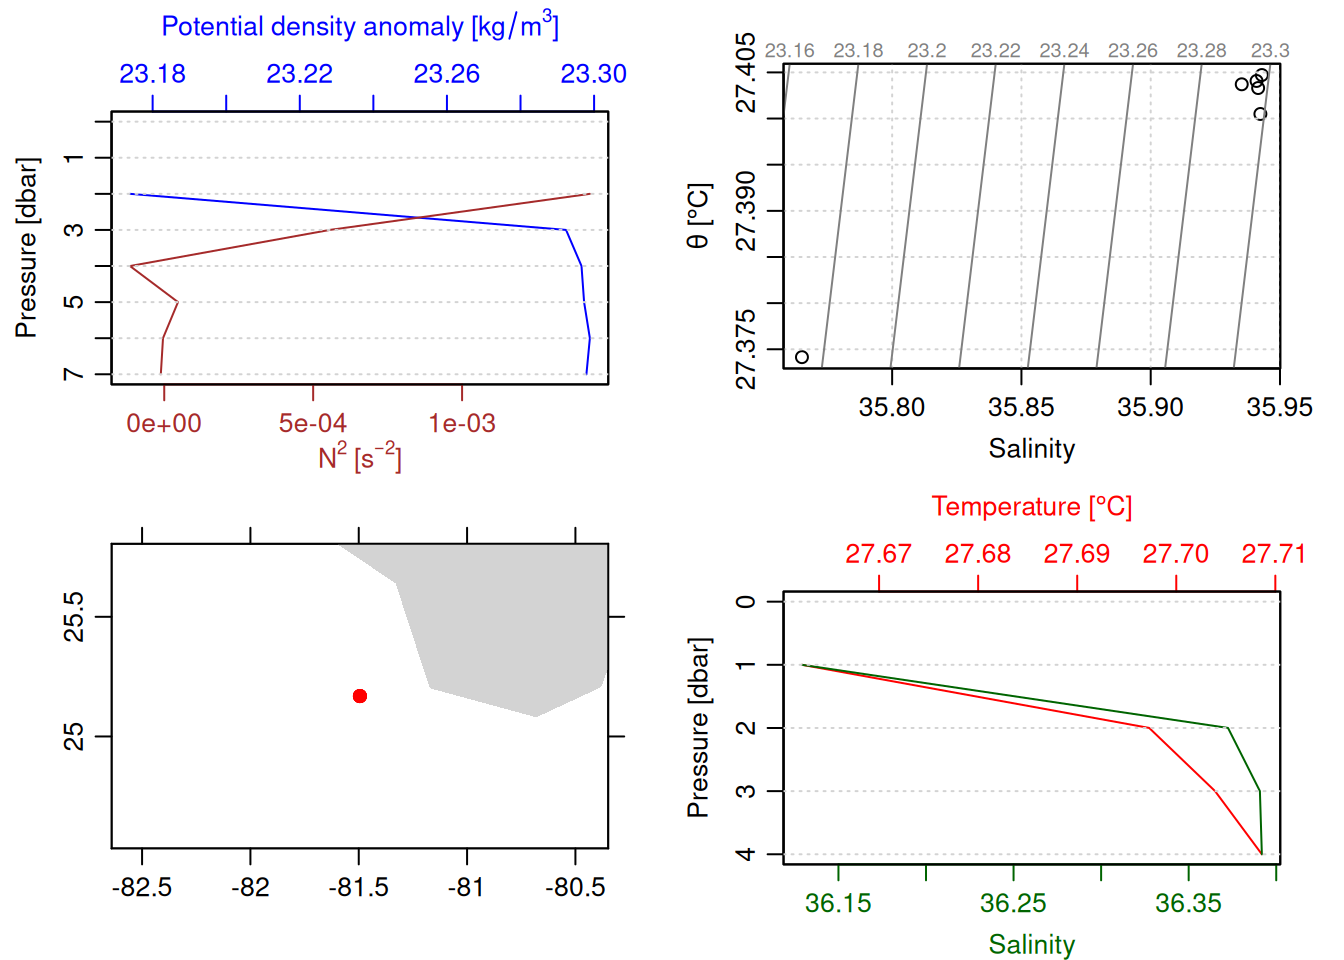 Potential density anomaly [kg/m³]
23.18 23.22 23.26 23.30
Pressure [dbar]
1
3
5
7
0e+00 5e-04 1e-03
N² [s⁻²]
23.16 23.18 23.2 23.22 23.24 23.26 23.28 23.3
θ [°C]
27.405
27.390
27.375
35.80 35.85 35.90 35.95
Salinity
25.5
25
-82.5 -82 -81.5 -81 -80.5
Temperature [°C]
27.67 27.68 27.69 27.70 27.71
Pressure [dbar]
0
1
2
3
4
36.15 36.25 36.35
Salinity